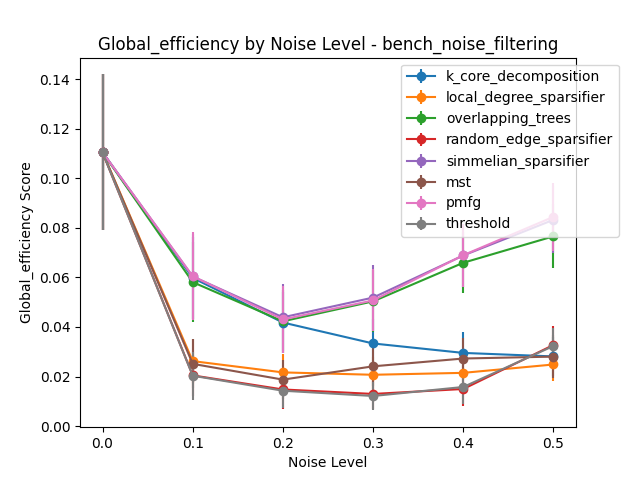 Global_efficiency by Noise Level - bench_noise_filtering
Global_efficiency Score
0.14
0.12
0.10
0.08
0.06
0.04
0.02
0.00
k_core_decomposition
local_degree_sparsifier
overlapping_trees
random_edge_sparsifier
simmelian_sparsifier
mst
pmfg
threshold
0.0 0.1 0.2 0.3 0.4 0.5
Noise Level